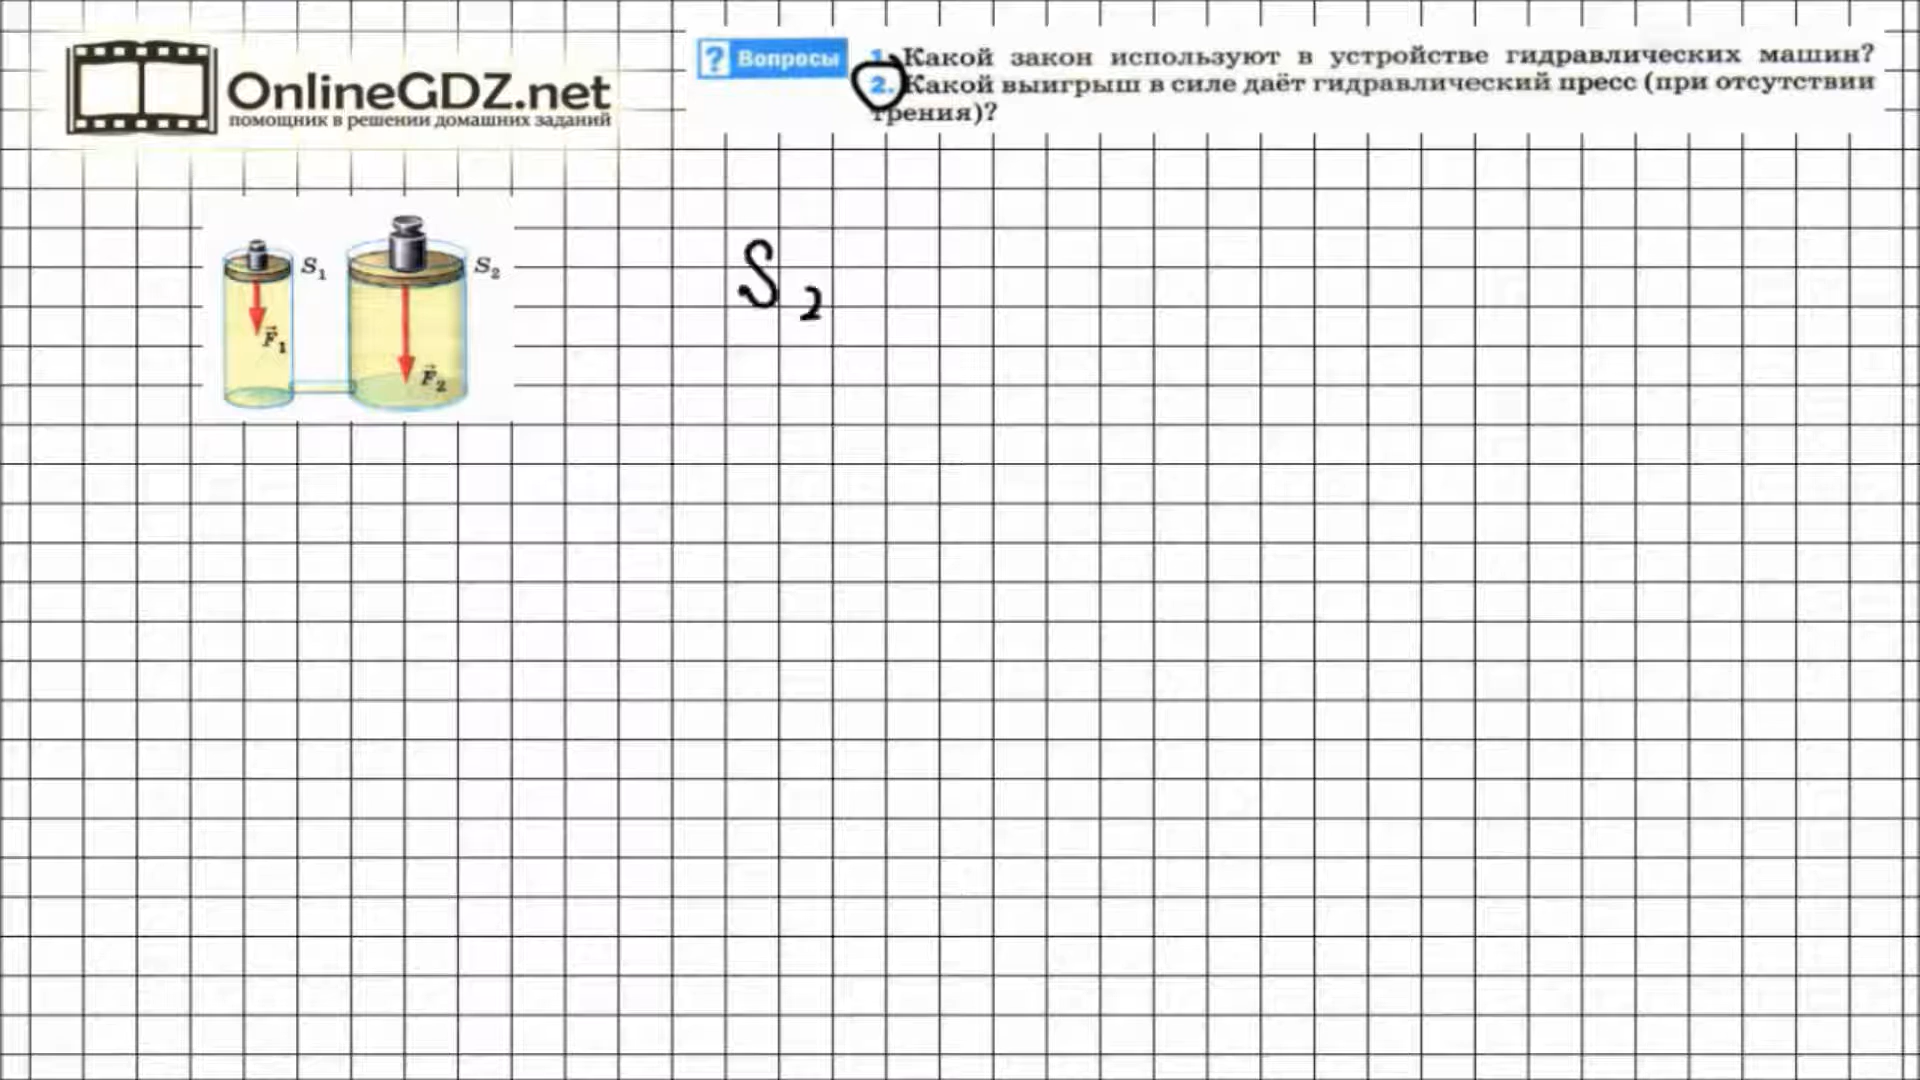 OnlineGDZ.net
помощник в решении домашних заданий
? Вопросы
1. Какой закон используют в устройстве гидравлических машин?
2. Какой выигрыш в силе даёт гидравлический пресс (при отсутствии
трения)?
S₁
S₂
F₁
F₂
S₂